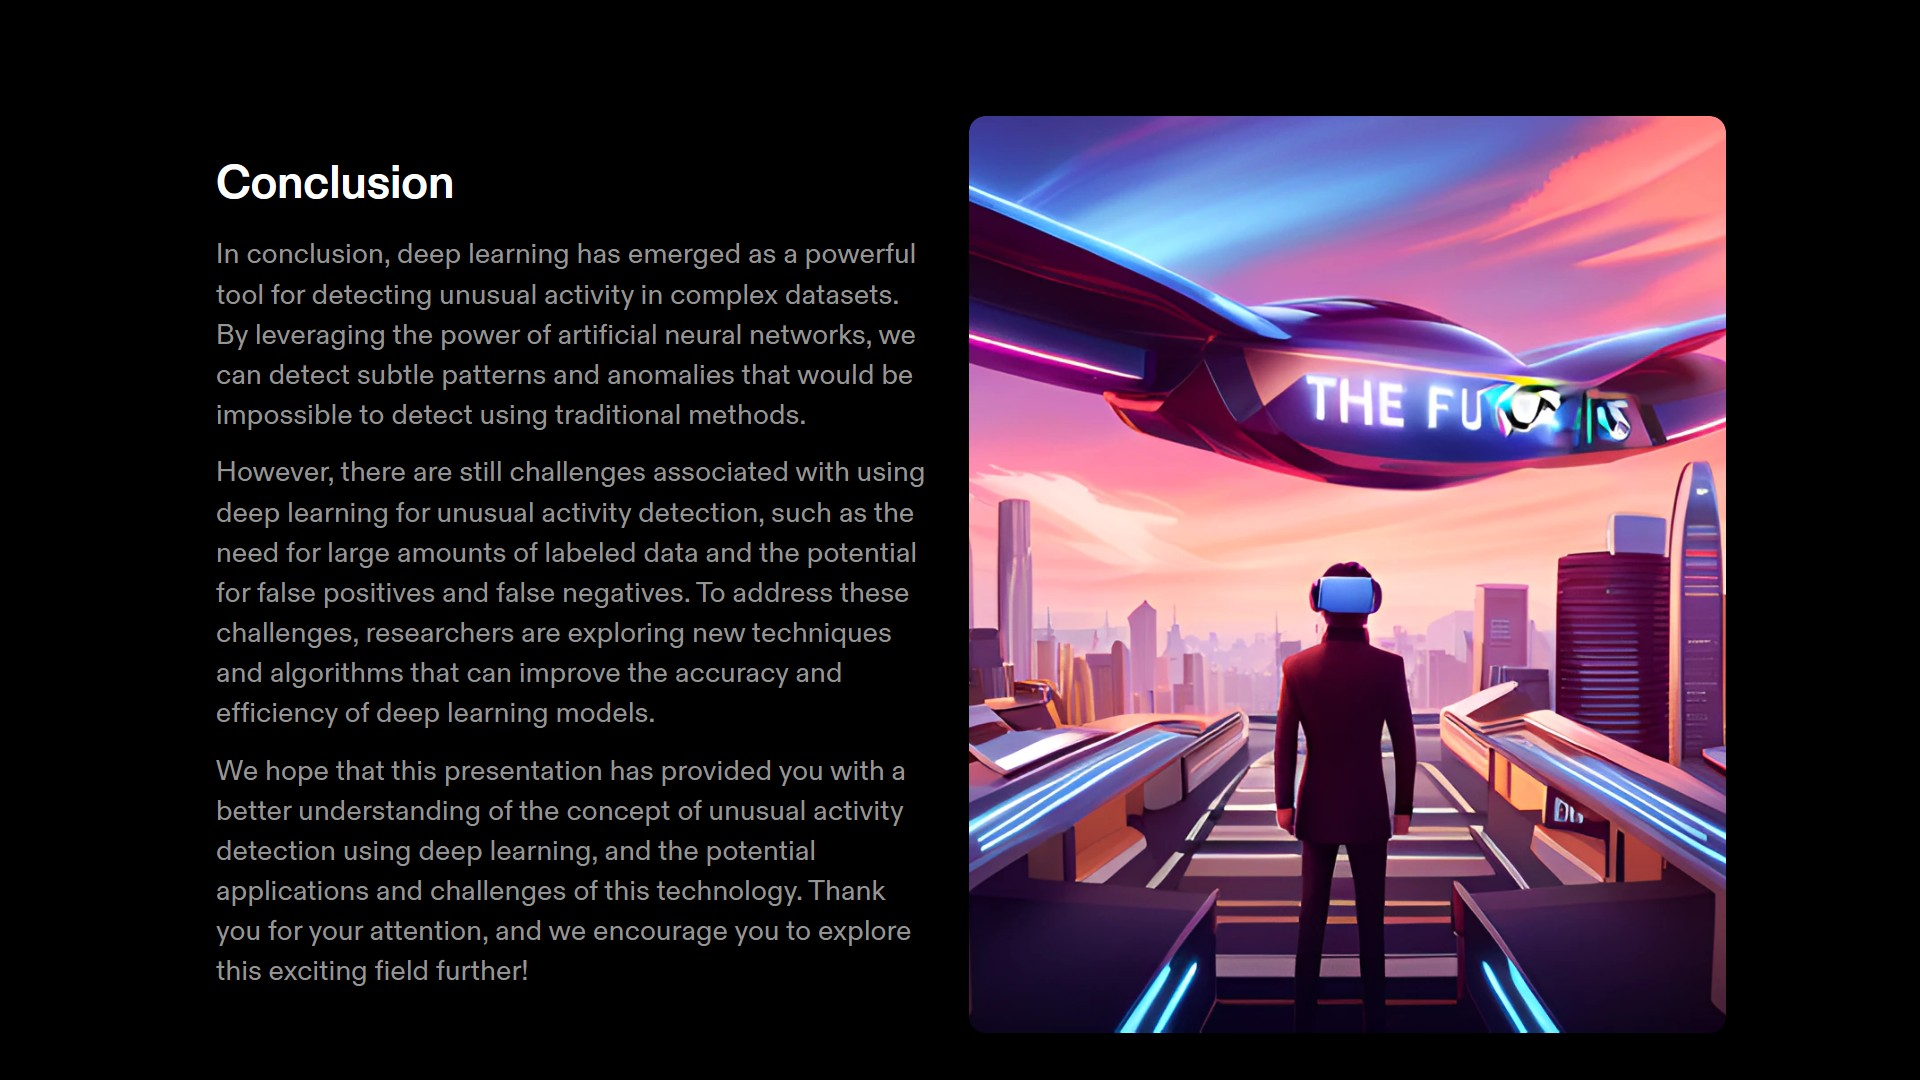 Conclusion
In conclusion, deep learning has emerged as a powerful
tool for detecting unusual activity in complex datasets.
By leveraging the power of artificial neural networks, we
can detect subtle patterns and anomalies that would be
impossible to detect using traditional methods.
However, there are still challenges associated with using
deep learning for unusual activity detection, such as the
need for large amounts of labeled data and the potential
for false positives and false negatives. To address these
challenges, researchers are exploring new techniques
and algorithms that can improve the accuracy and
efficiency of deep learning models.
We hope that this presentation has provided you with a
better understanding of the concept of unusual activity
detection using deep learning, and the potential
applications and challenges of this technology. Thank
you for your attention, and we encourage you to explore
this exciting field further!
THE FU